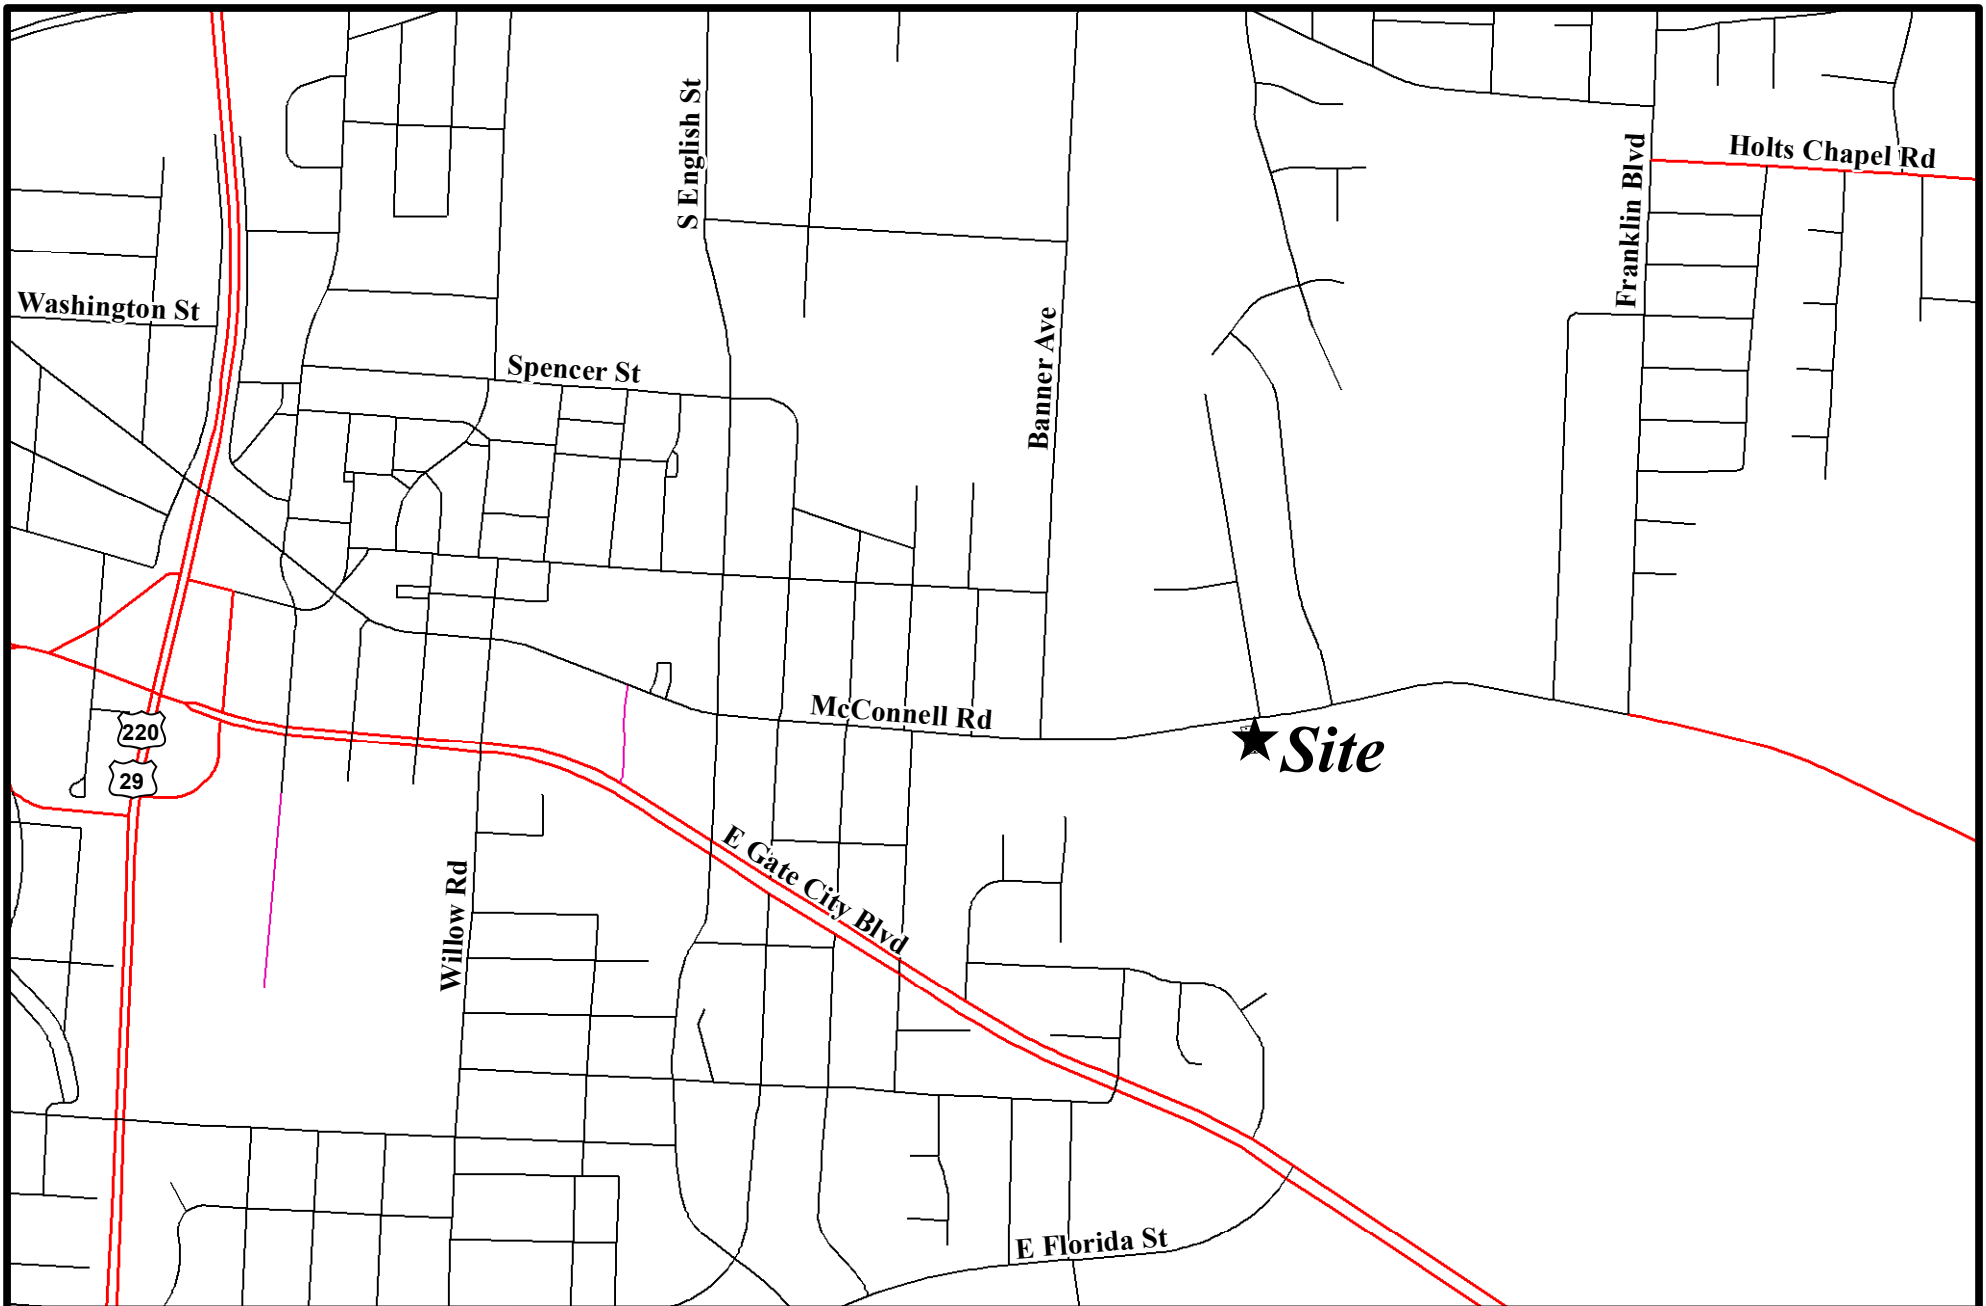 S English St
Holts Chapel Rd
Franklin Blvd
Washington St
Spencer St
Banner Ave
McConnell Rd
220
Site
29
E Gate City Blvd
Willow Rd
E Florida St